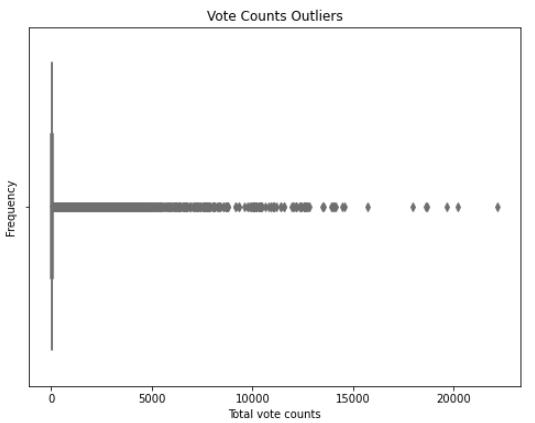 Vote Counts Outliers
Frequency
0 5000 10000 15000 20000
Total vote counts